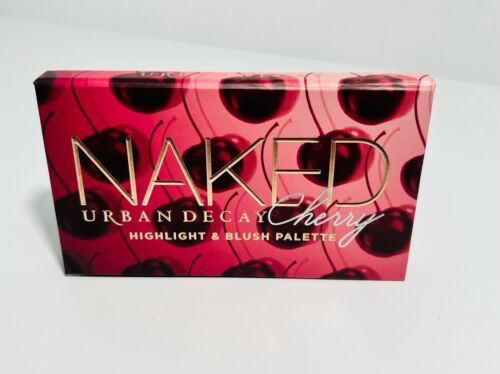 NAKED
URBAN DECAY Cherry
HIGHLIGHT & BLUSH PALETTE